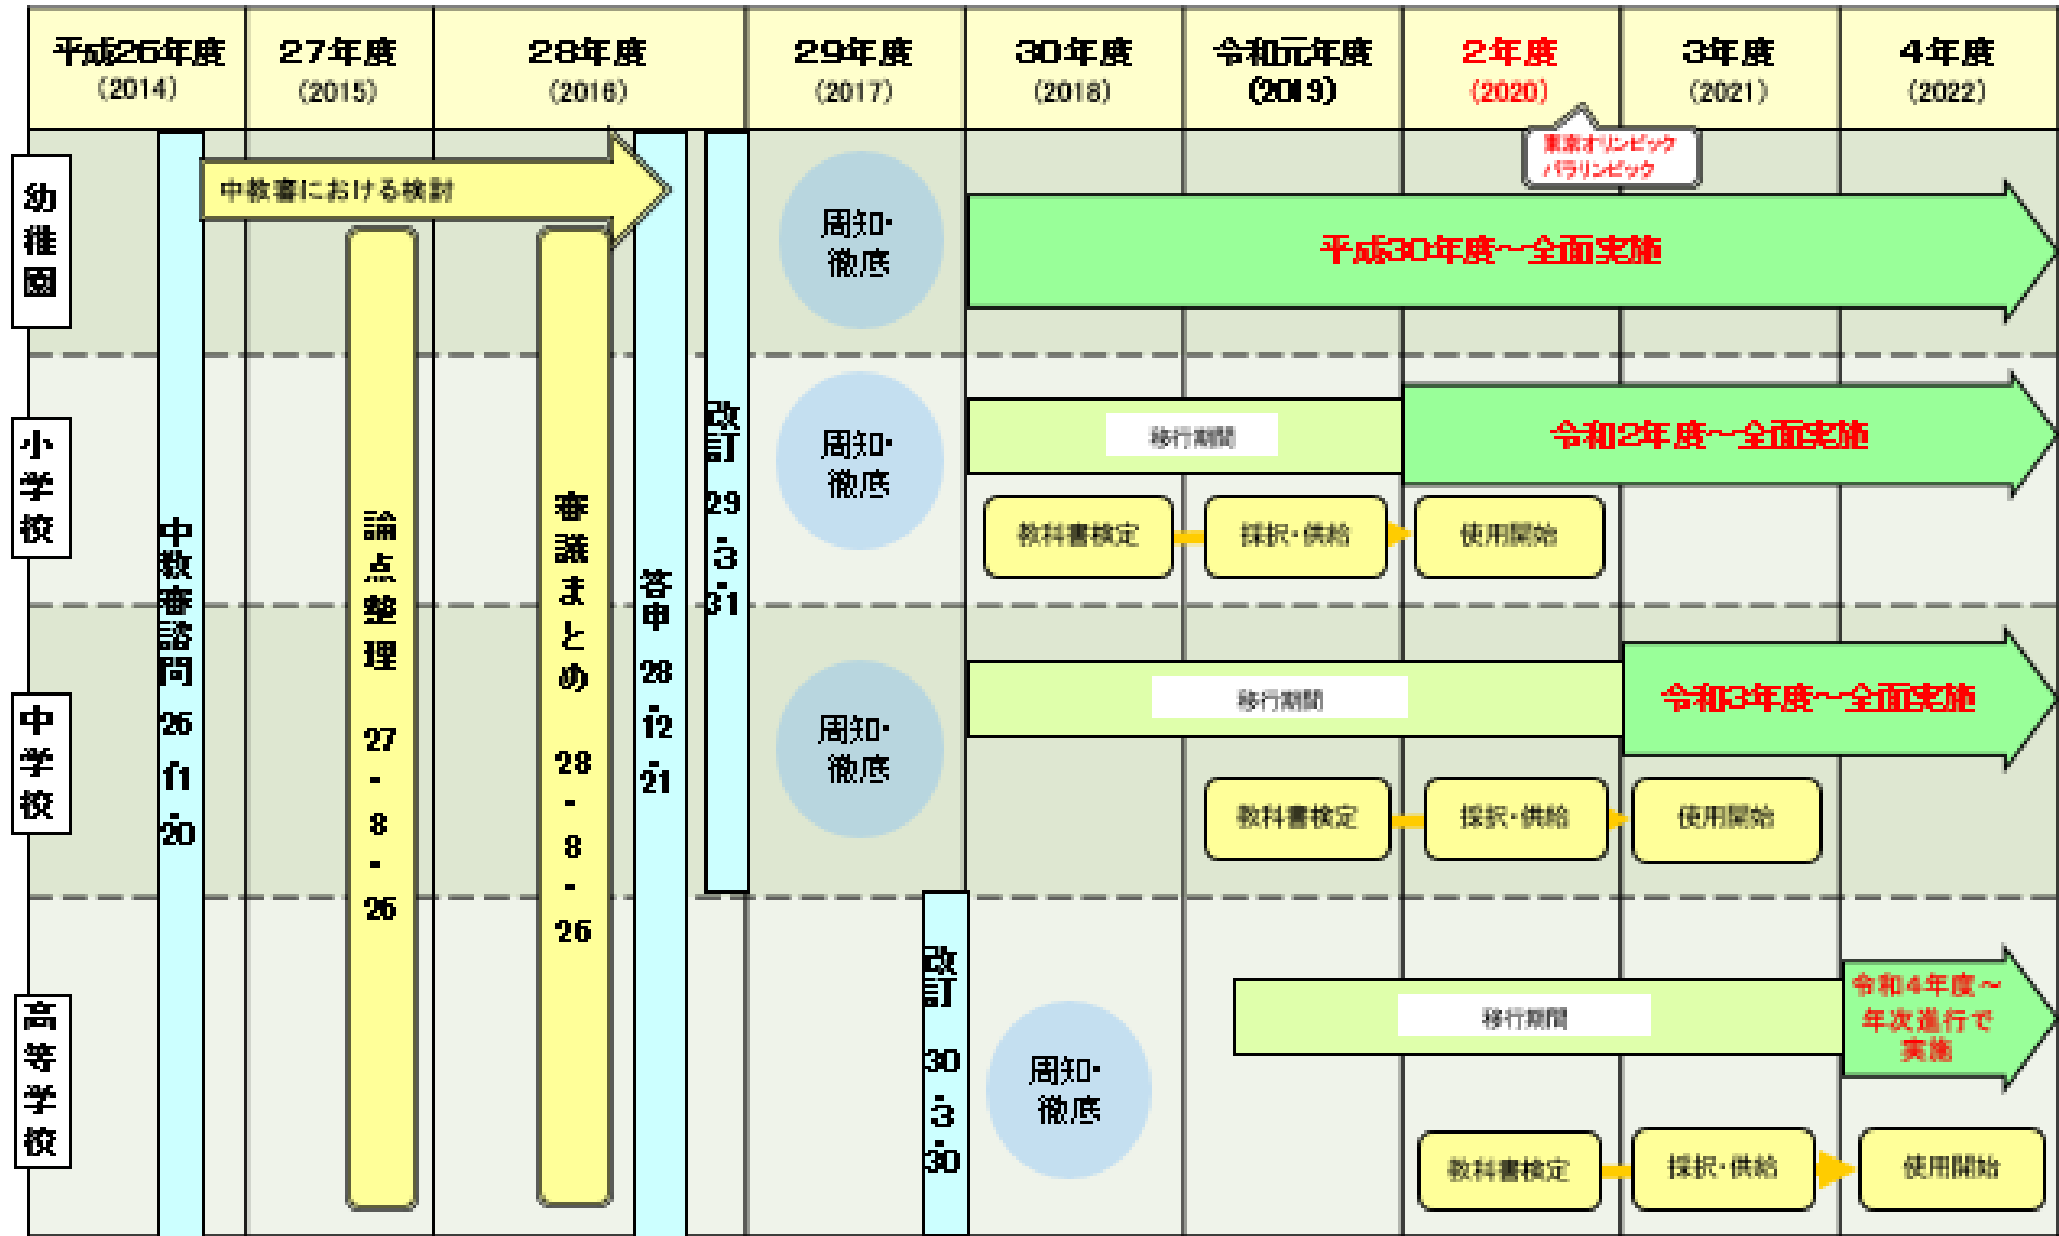 平成26年度
(2014)
27年度
(2015)
28年度
(2016)
29年度
(2017)
30年度
(2018)
令和元年度
(2019)
2年度
(2020)
3年度
(2021)
4年度
(2022)
東京オリンピック
パラリンピック
幼稚園
中教審における検討
周知・
徹底
平成30年度～全面実施
中教審諮問 26.11.20
論点整理 27-8-26
審議まとめ 28-8-26
答申 28.12.21
改訂 29.3.31
小学校
周知・
徹底
移行期間
令和2年度～全面実施
教科書検定
採択・供給
使用開始
中学校
周知・
徹底
移行期間
令和3年度～全面実施
教科書検定
採択・供給
使用開始
高等学校
改訂 30.3.30
周知・
徹底
移行期間
令和4年度～
年次進行で
実施
教科書検定
採択・供給
使用開始